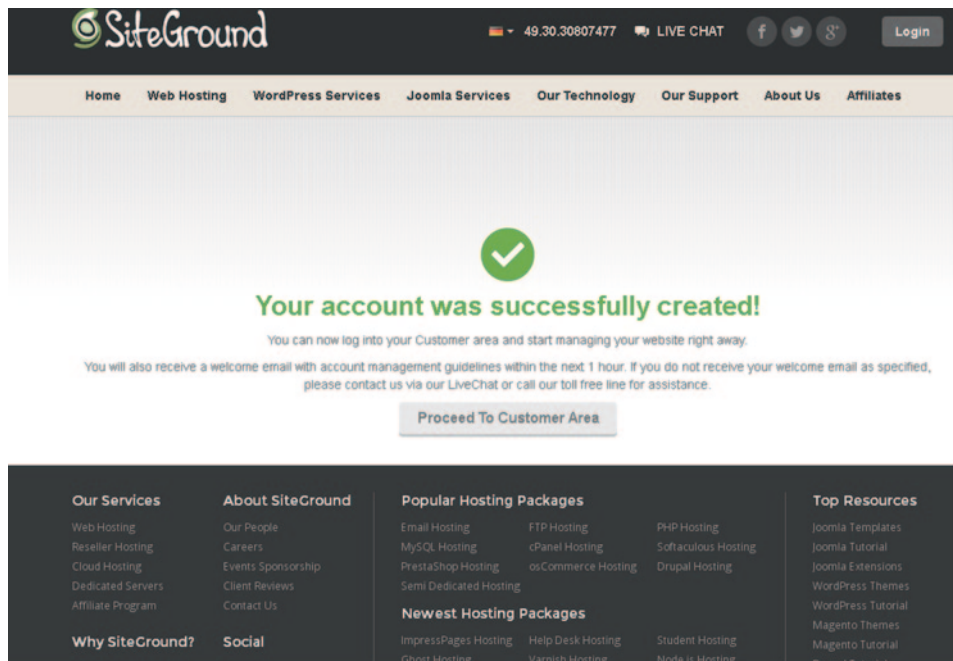 SiteGround
49.30.30807477 LIVE CHAT f g+ Login
Home Web Hosting WordPress Services Joomla Services Our Technology Our Support About Us Affiliates
Your account was successfully created!
You can now log into your Customer area and start managing your website right away.
You will also receive a welcome email with account management guidelines within the next 1 hour. If you do not receive your welcome email as specified,
please contact us via our LiveChat or call our toll free line for assistance.
Proceed To Customer Area
Our Services
Web Hosting
Reseller Hosting
Cloud Hosting
Dedicated Servers
Affiliate Program
Why SiteGround?
About SiteGround
Our People
Careers
Events Sponsorship
Client Reviews
Contact Us
Social
Popular Hosting Packages
Email Hosting FTP Hosting PHP Hosting
MySQL Hosting cPanel Hosting Softaculous Hosting
PrestaShop Hosting osCommerce Hosting Drupal Hosting
Semi Dedicated Hosting
Newest Hosting Packages
ImpressPages Hosting Help Desk Hosting Student Hosting
Ghost Hosting Varnish Hosting Node.js Hosting
Top Resources
Joomla Templates
Joomla Tutorial
Joomla Extensions
WordPress Themes
WordPress Tutorial
Magento Themes
Magento Tutorial